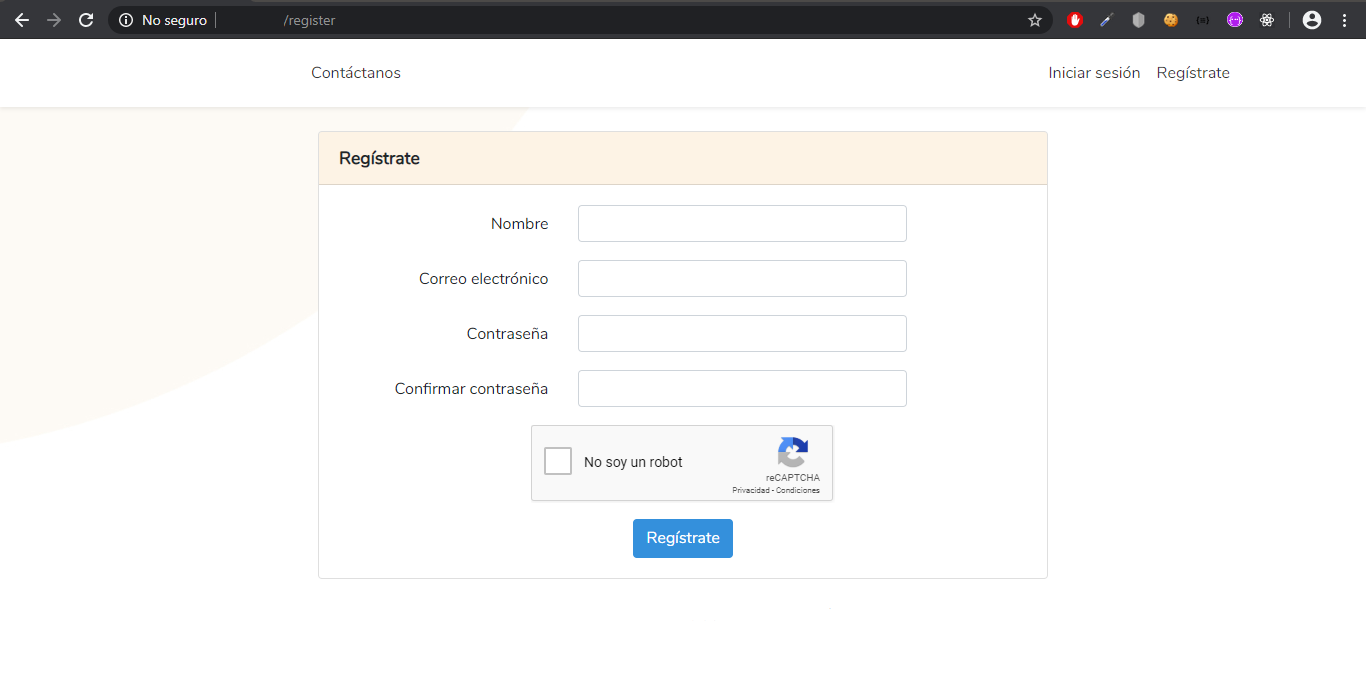 No seguro /register
Contáctanos Iniciar sesión Regístrate
Regístrate
Nombre
Correo electrónico
Contraseña
Confirmar contraseña
No soy un robot
reCAPTCHA
Privacidad - Condiciones
Regístrate